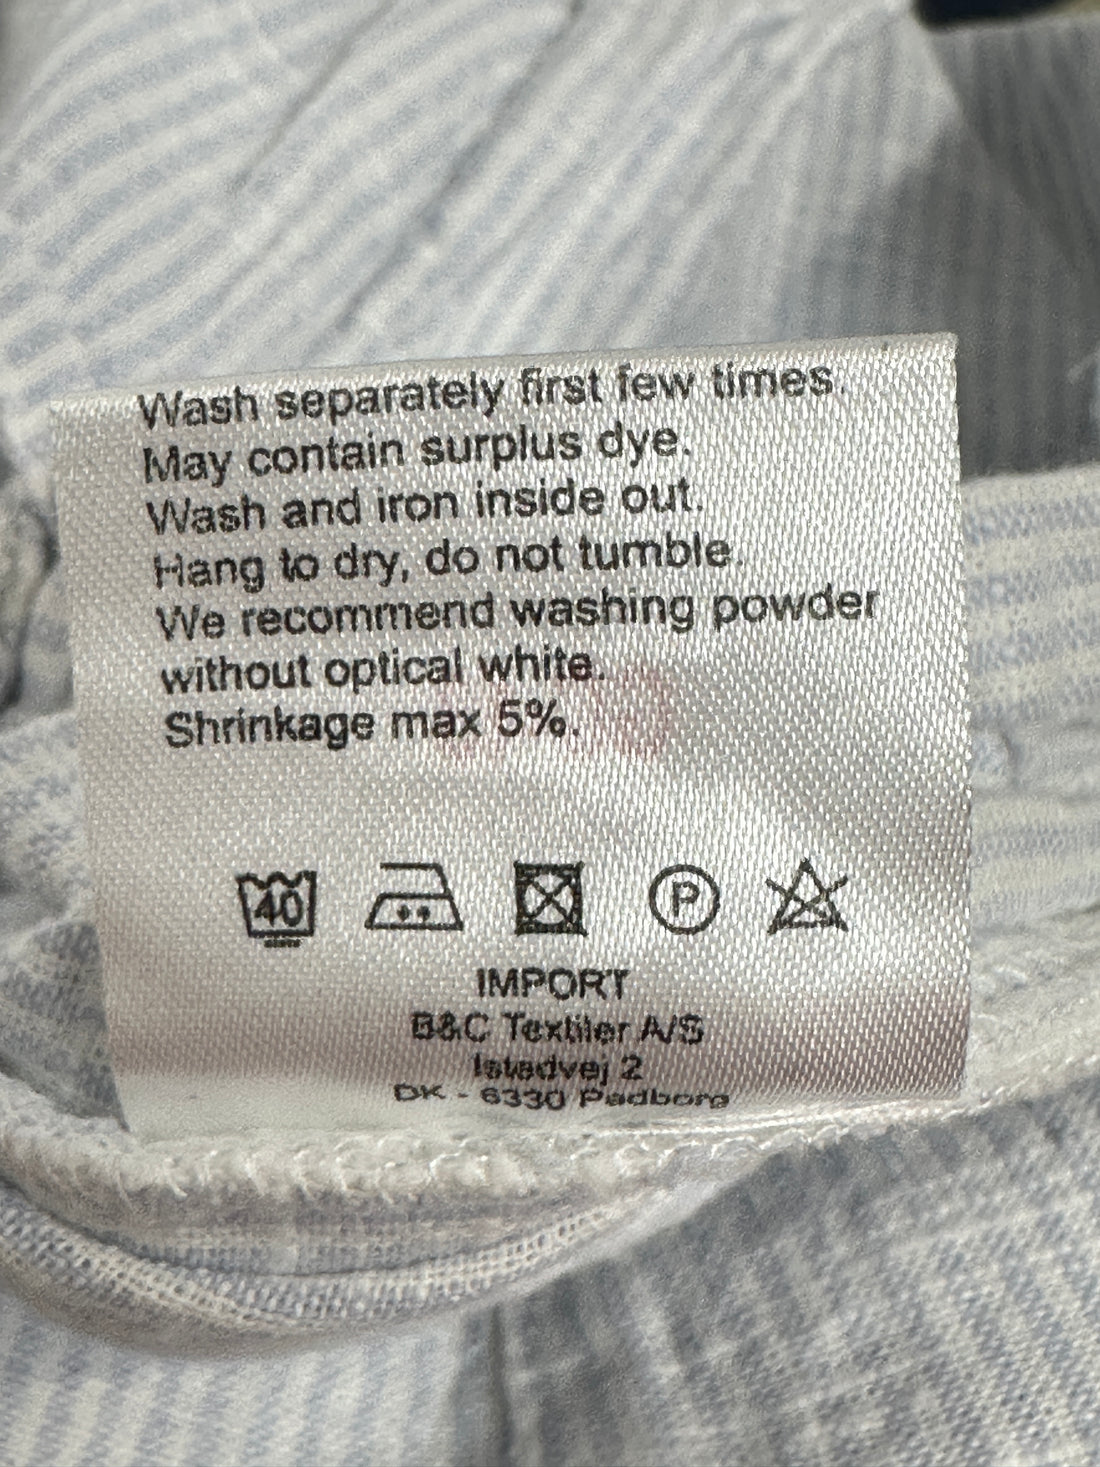 Wash separately first few times.
May contain surplus dye.
Wash and iron inside out.
Hang to dry, do not tumble.
We recommend washing powder
without optical white.
Shrinkage max 5%.
40 P
IMPORT
B&C Textiler A/S
Istedvej 2
DK - 6330 Padborg